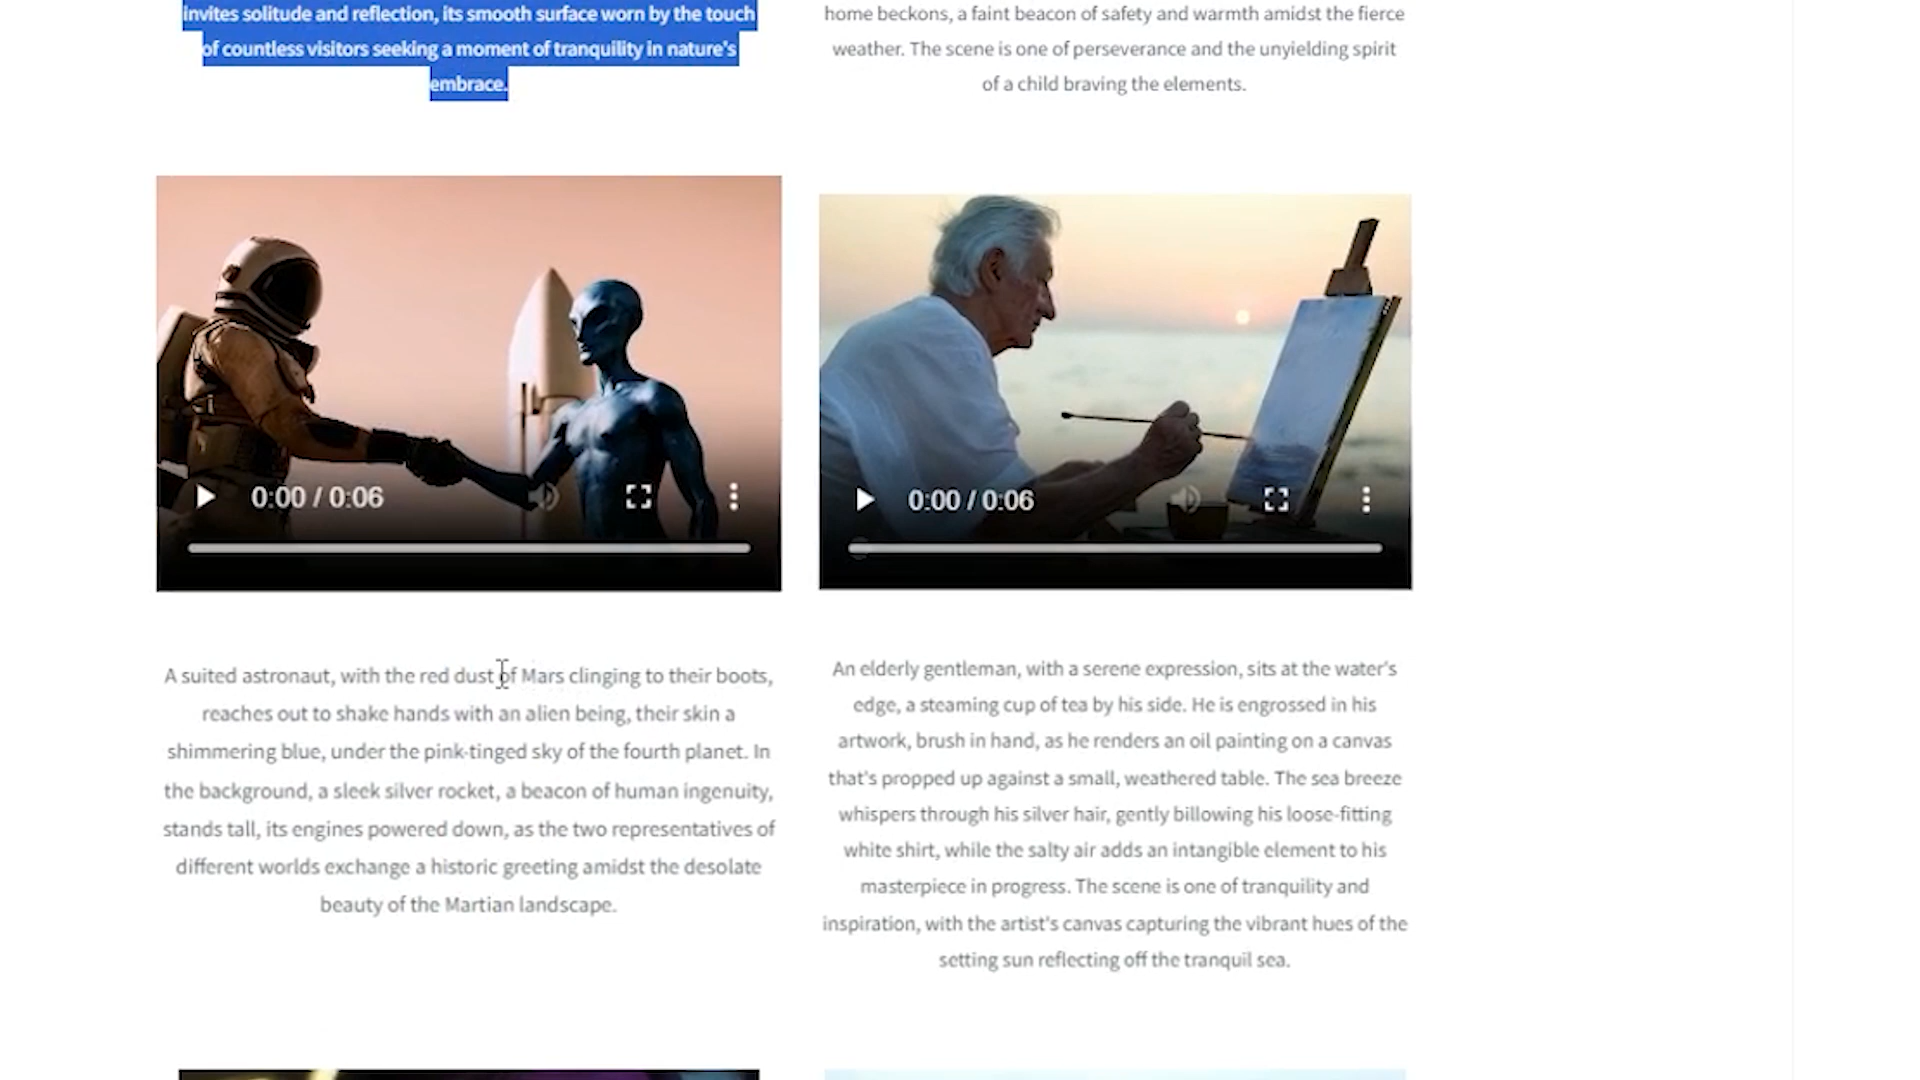 invites solitude and reflection, its smooth surface worn by the touch
of countless visitors seeking a moment of tranquility in nature's
embrace.
home beckons, a faint beacon of safety and warmth amidst the fierce
weather. The scene is one of perseverance and the unyielding spirit
of a child braving the elements.
0:00 / 0:06
0:00 / 0:06
A suited astronaut, with the red dust of Mars clinging to their boots,
reaches out to shake hands with an alien being, their skin a
shimmering blue, under the pink-tinged sky of the fourth planet. In
the background, a sleek silver rocket, a beacon of human ingenuity,
stands tall, its engines powered down, as the two representatives of
different worlds exchange a historic greeting amidst the desolate
beauty of the Martian landscape.
An elderly gentleman, with a serene expression, sits at the water's
edge, a steaming cup of tea by his side. He is engrossed in his
artwork, brush in hand, as he renders an oil painting on a canvas
that's propped up against a small, weathered table. The sea breeze
whispers through his silver hair, gently billowing his loose-fitting
white shirt, while the salty air adds an intangible element to his
masterpiece in progress. The scene is one of tranquility and
inspiration, with the artist's canvas capturing the vibrant hues of the
setting sun reflecting off the tranquil sea.